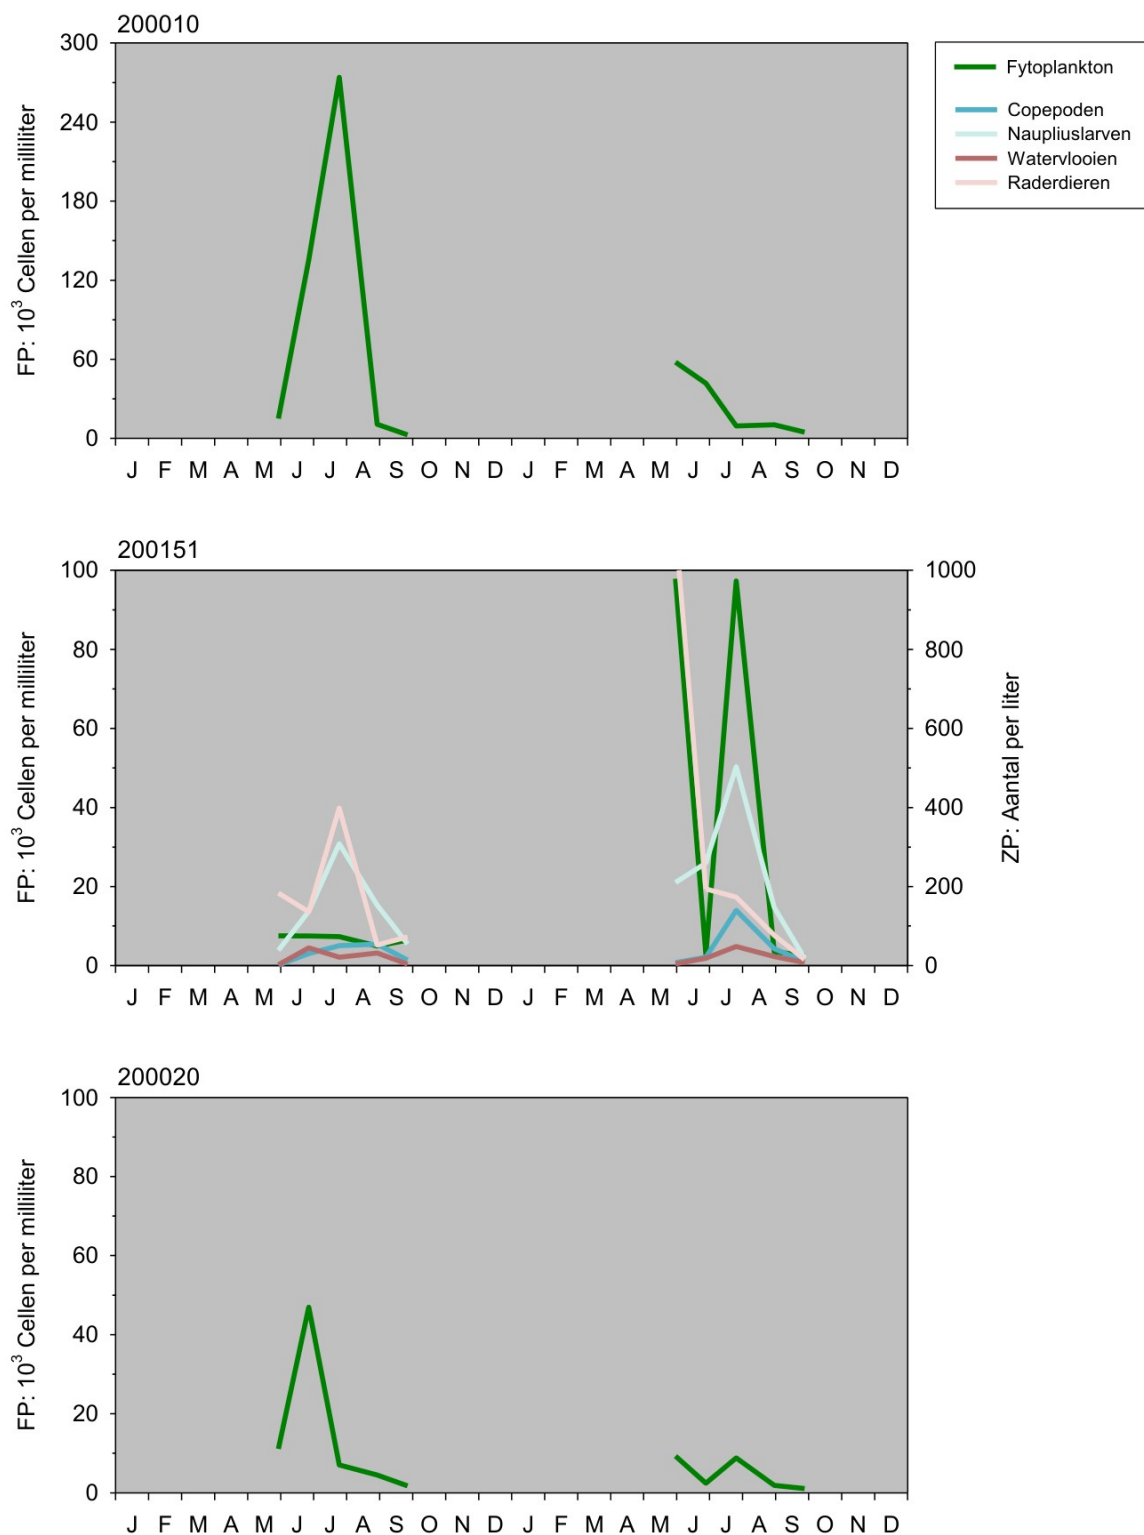 200010
300
240
180
120
60
0
FP: 10³ Cellen per milliliter
J F M A M J J A S O N D J F M A M J J A S O N D
Fytoplankton
Copepoden
Naupliuslarven
Watervlooien
Raderdieren
200151
100
80
60
40
20
0
FP: 10³ Cellen per milliliter
1000
800
600
400
200
0
ZP: Aantal per liter
J F M A M J J A S O N D J F M A M J J A S O N D
200020
100
80
60
40
20
0
FP: 10³ Cellen per milliliter
J F M A M J J A S O N D J F M A M J J A S O N D